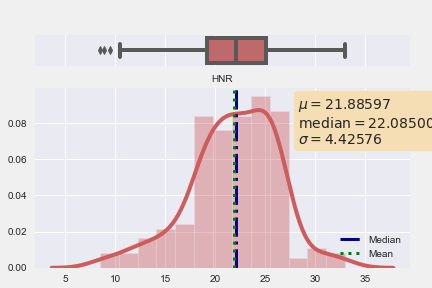 HNR
μ = 21.88597
median = 22.08500
σ = 4.42576
0.08
0.06
0.04
0.02
0.00
Median
Mean
5 10 15 20 25 30 35